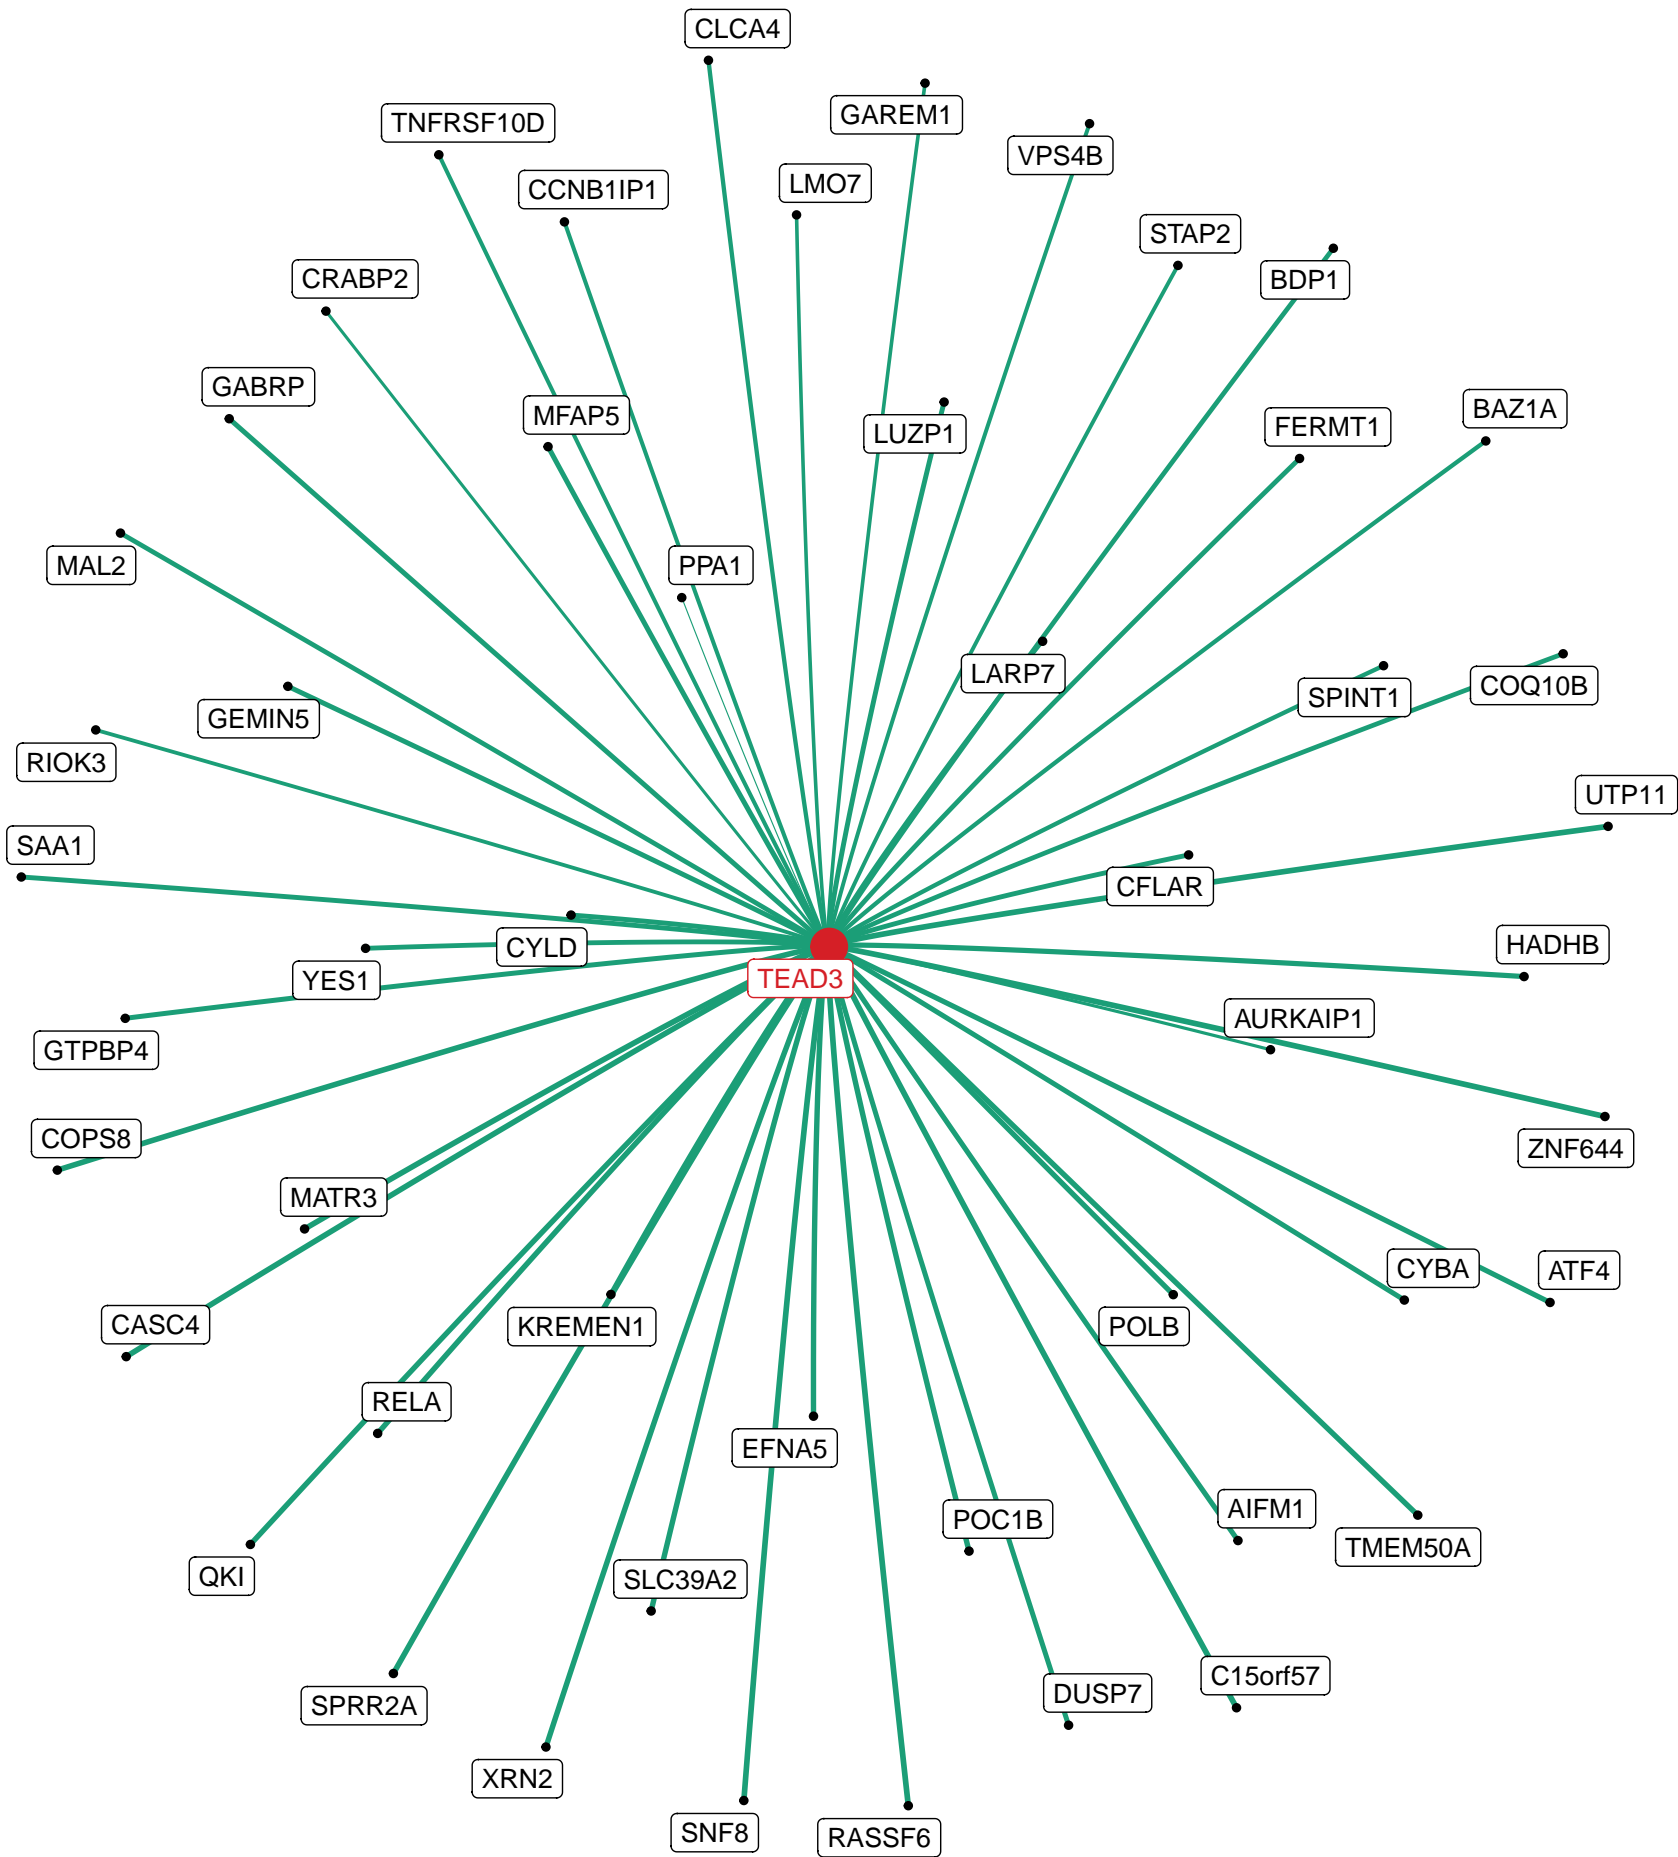 CLCA4
GAREM1
TNFRSF10D
VPS4B
LMO7
CCNB1IP1
STAP2
CRABP2
BDP1
GABRP
BAZ1A
MFAP5
FERMT1
LUZP1
MAL2
PPA1
LARP7
COQ10B
SPINT1
GEMIN5
RIOK3
UTP11
SAA1
CFLAR
HADHB
CYLD
TEAD3
YES1
AURKAIP1
GTPBP4
COPS8
ZNF644
MATR3
CYBA
ATF4
CASC4
KREMEN1
POLB
RELA
EFNA5
AIFM1
POC1B
TMEM50A
QKI
SLC39A2
C15orf57
DUSP7
SPRR2A
XRN2
SNF8
RASSF6